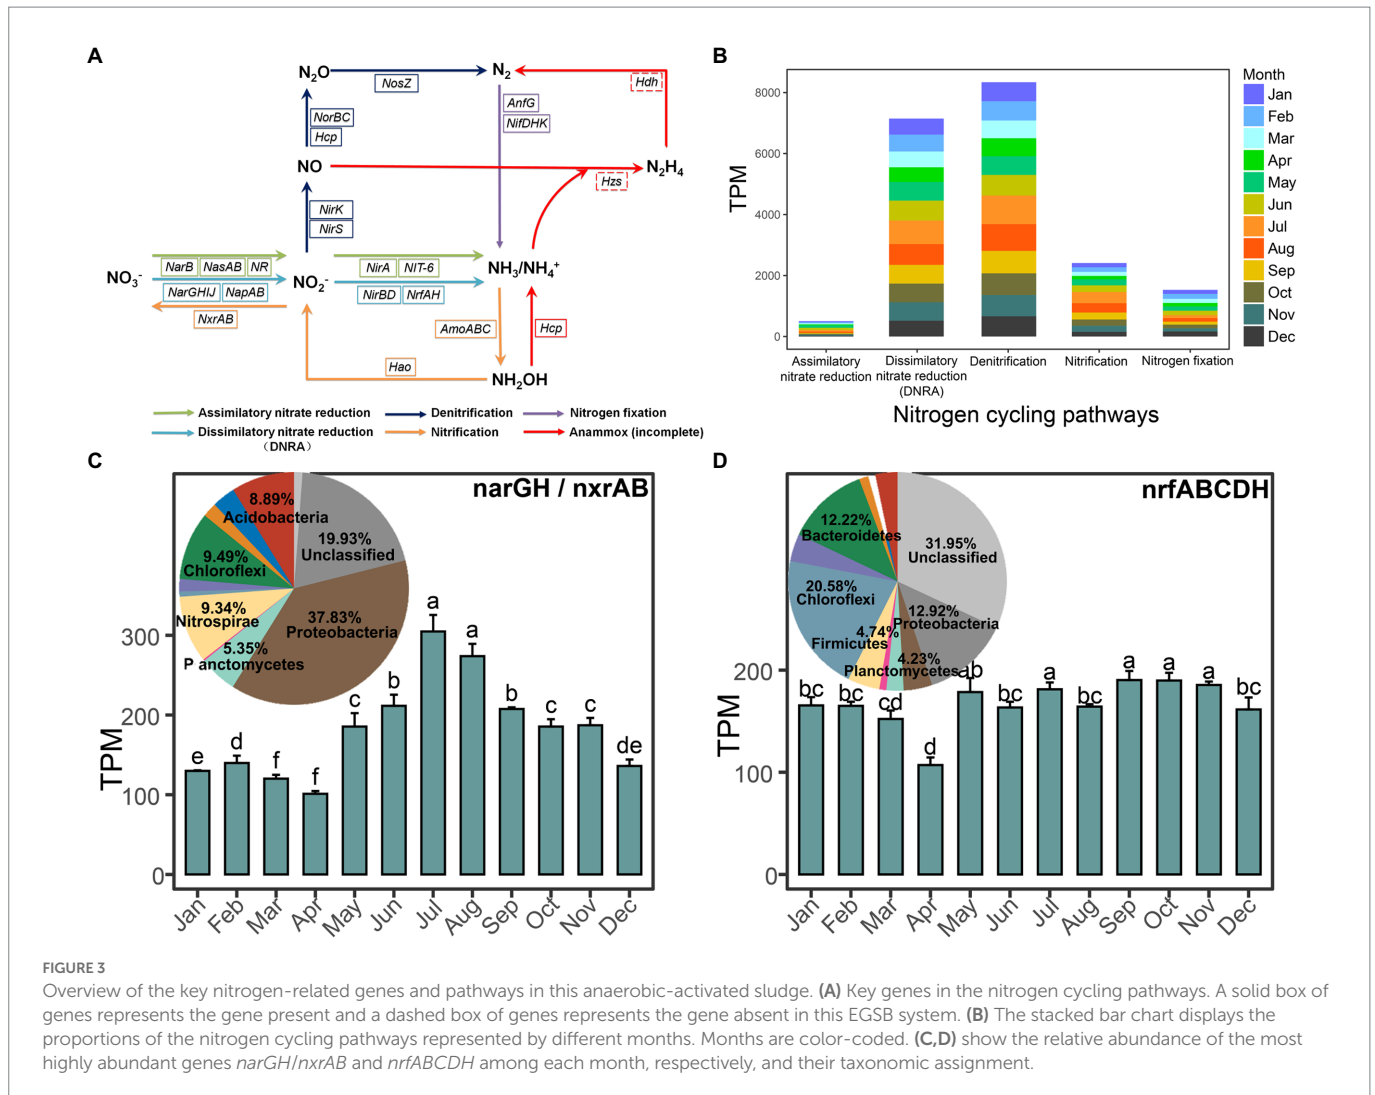 A
N2O
NosZ
N2
Hdh
NorBC
Hcp
AnfG
NifDHK
NO
N2H4
Hzs
NirK
NirS
NarB NasAB NR
NirA NIT-6
NO3-
NO2-
NH3/NH4+
NarGHIJ NapAB
NirBD NrfAH
NxrAB
AmoABC
Hcp
Hao
NH2OH
Assimilatory nitrate reduction
Denitrification
Nitrogen fixation
Dissimilatory nitrate reduction
(DNRA)
Nitrification
Anammox (incomplete)
B
TPM
8000
6000
4000
2000
0
Assimilatory
nitrate reduction
Dissimilatory
nitrate reduction
(DNRA)
Denitrification
Nitrification
Nitrogen fixation
Nitrogen cycling pathways
Month
Jan
Feb
Mar
Apr
May
Jun
Jul
Aug
Sep
Oct
Nov
Dec
C
narGH / nxrAB
8.89%
Acidobacteria
19.93%
Unclassified
9.49%
Chloroflexi
37.83%
Proteobacteria
9.34%
Nitrospirae
5.35%
P anctomycetes
TPM
300
200
100
0
e d f f c b a a b c c de
Jan Feb Mar Apr May Jun Jul Aug Sep Oct Nov Dec
D
nrfABCDH
12.22%
Bacteroidetes
31.95%
Unclassified
20.58%
Chloroflexi
12.92%
Proteobacteria
4.74%
Firmicutes
4.23%
Planctomycetes
TPM
200
100
0
bc bc cd d ab bc a bc a a a bc
Jan Feb Mar Apr May Jun Jul Aug Sep Oct Nov Dec
FIGURE 3
Overview of the key nitrogen-related genes and pathways in this anaerobic-activated sludge. (A) Key genes in the nitrogen cycling pathways. A solid box of
genes represents the gene present and a dashed box of genes represents the gene absent in this EGSB system. (B) The stacked bar chart displays the
proportions of the nitrogen cycling pathways represented by different months. Months are color-coded. (C,D) show the relative abundance of the most
highly abundant genes narGH/nxrAB and nrfABCDH among each month, respectively, and their taxonomic assignment.